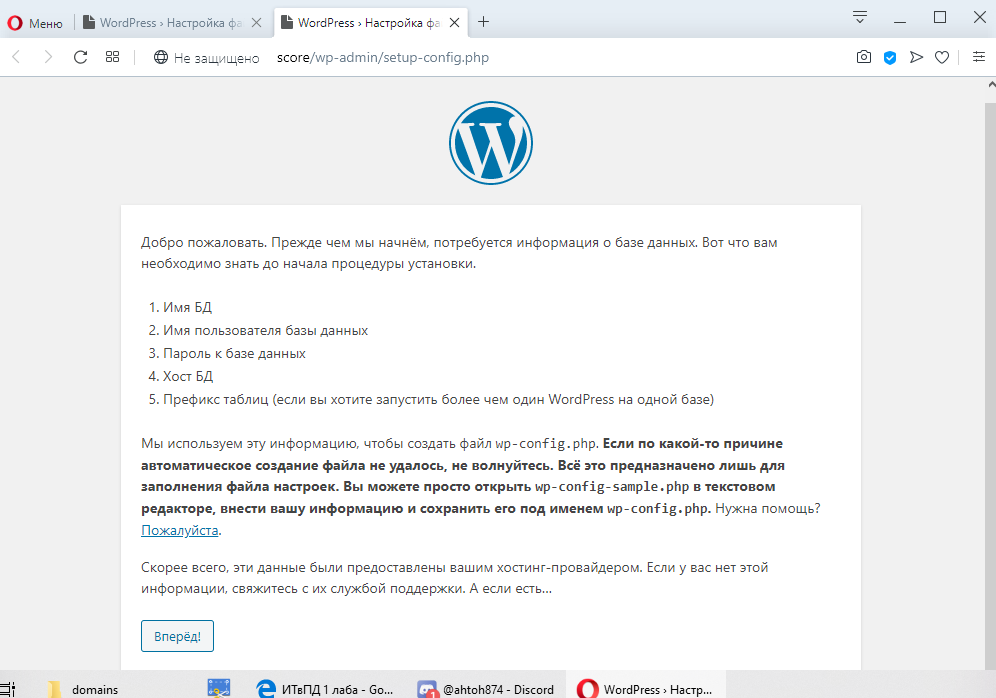 Меню
WordPress › Настройка фа
WordPress › Настройка фа
Не защищено
score/wp-admin/setup-config.php
Добро пожаловать. Прежде чем мы начнём, потребуется информация о базе данных. Вот что вам
необходимо знать до начала процедуры установки.
1. Имя БД
2. Имя пользователя базы данных
3. Пароль к базе данных
4. Хост БД
5. Префикс таблиц (если вы хотите запустить более чем один WordPress на одной базе)
Мы используем эту информацию, чтобы создать файл wp-config.php. Если по какой-то причине
автоматическое создание файла не удалось, не волнуйтесь. Всё это предназначено лишь для
заполнения файла настроек. Вы можете просто открыть wp-config-sample.php в текстовом
редакторе, внести вашу информацию и сохранить его под именем wp-config.php. Нужна помощь?
Пожалуйста.
Скорее всего, эти данные были предоставлены вашим хостинг-провайдером. Если у вас нет этой
информации, свяжитесь с их службой поддержки. А если есть…
Вперёд!
domains
ИТвПД 1 лаба - Go...
1
@ahtoh874 - Discord
WordPress › Настр...